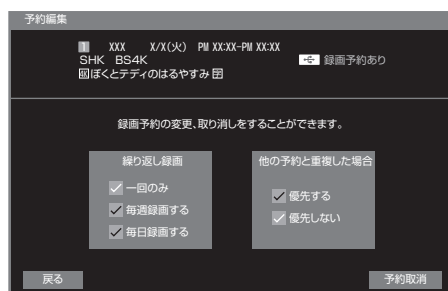 予約編集
1 XXX X/X(火) PM XX:XX-PM XX:XX
SHK BS4K
録画予約あり
4K ぼくとテディのはるやすみ 字
録画予約の変更、取り消しをすることができます。
繰り返し録画
一回のみ
毎週録画する
毎日録画する
他の予約と重複した場合
優先する
優先しない
戻る
予約取消